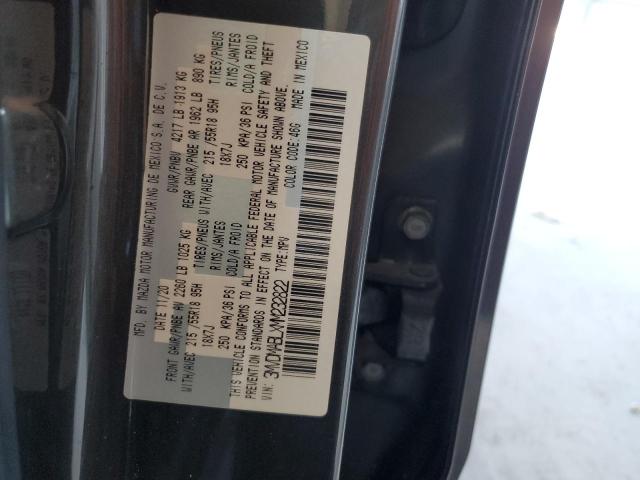 MFD. BY MAZDA MOTOR MANUFACTURING DE MEXICO S.A. DE C.V.
DATE 11/20 GVWR/PNBV 4217 LB 1913 KG
FRONT GAWR/PNBE AV 2260 LB 1025 KG REAR GAWR/PNBE AR 1962 LB 890 KG
WITH/AVEC 215 /55R18 95H TIRES/PNEUS WITH/AVEC 215 /55R18 95H TIRES/PNEUS
18X7J RIMS/JANTES 18X7J RIMS/JANTES
250 KPA/36 PSI COLD/A FROID 250 KPA/36 PSI COLD/A FROID
THIS VEHICLE CONFORMS TO ALL APPLICABLE FEDERAL MOTOR VEHICLE SAFETY AND THEFT
PREVENTION STANDARDS IN EFFECT ON THE DATE OF MANUFACTURE SHOWN ABOVE.
VIN: 3MVDMABLXMM232822 TYPE:MPV COLOR CODE:46G MADE IN MEXICO